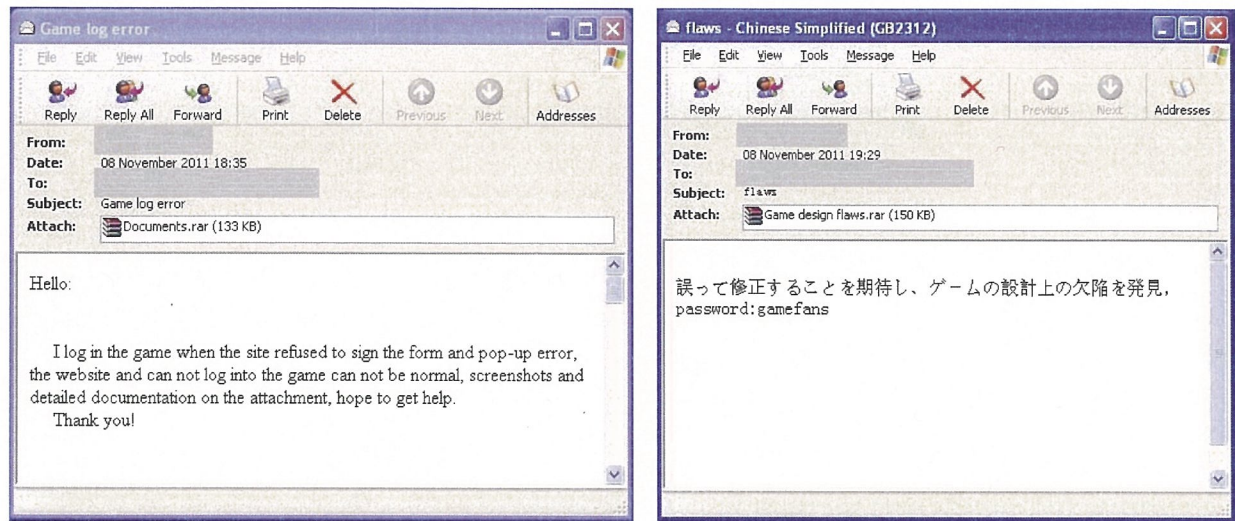 Game log error
File Edit View Tools Message Help
Reply Reply All Forward Print Delete Previous Next Addresses
From:
Date: 08 November 2011 18:35
To:
Subject: Game log error
Attach: Documents.rar (133 KB)
Hello:
I log in the game when the site refused to sign the form and pop-up error,
the website and can not log into the game can not be normal, screenshots and
detailed documentation on the attachment, hope to get help.
Thank you!
flaws - Chinese Simplified (GB2312)
File Edit View Tools Message Help
Reply Reply All Forward Print Delete Previous Next Addresses
From:
Date: 08 November 2011 19:29
To:
Subject: flaws
Attach: Game design flaws.rar (150 KB)
誤って修正することを期待し、ゲームの設計上の欠陥を発見,
password:gamefans